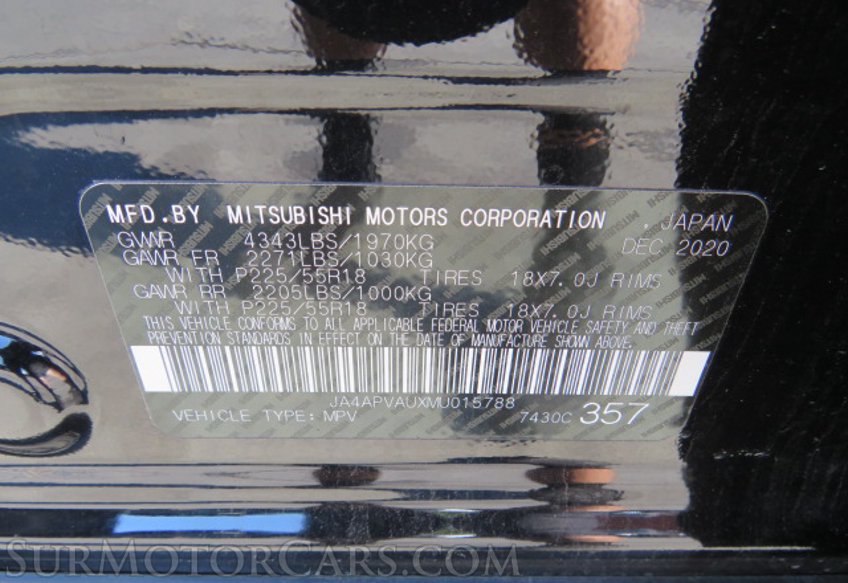 MFD.BY MITSUBISHI MOTORS CORPORATION , JAPAN
GVWR 4343LBS/1970KG DEC 2020
GAWR FR 2271LBS/1030KG
WITH P225/55R18 TIRES 18X7.0J RIMS
GAWR RR 2205LBS/1000KG
WITH P225/55R18 TIRES 18X7.0J RIMS
THIS VEHICLE CONFORMS TO ALL APPLICABLE FEDERAL MOTOR VEHICLE SAFETY AND THEFT
PREVENTION STANDARDS IN EFFECT ON THE DATE OF MANUFACTURE SHOWN ABOVE.
JA4APVAUXMU015788
VEHICLE TYPE: MPV 7430C 357
SURMOTORCARS.COM